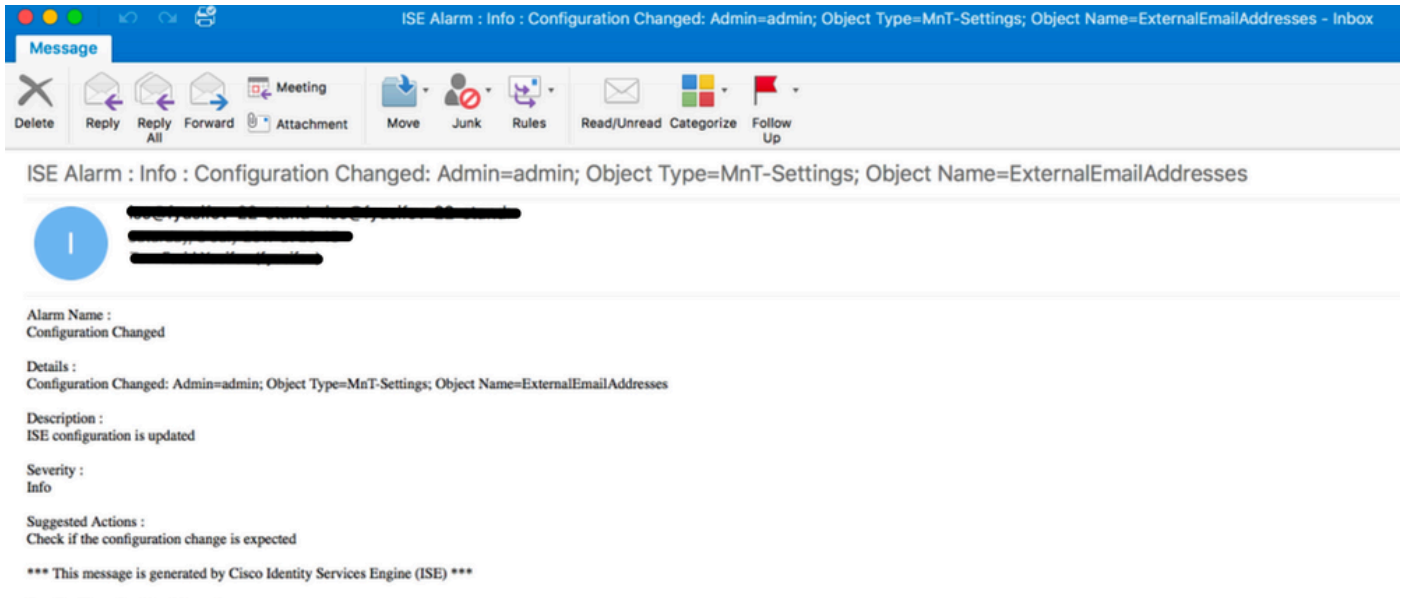 ISE Alarm : Info : Configuration Changed: Admin=admin; Object Type=MnT-Settings; Object Name=ExternalEmailAddresses - Inbox
Message
Delete
Reply
Reply All
Forward
Meeting
Attachment
Move
Junk
Rules
Read/Unread
Categorize
Follow Up
ISE Alarm : Info : Configuration Changed: Admin=admin; Object Type=MnT-Settings; Object Name=ExternalEmailAddresses
I
Alarm Name :
Configuration Changed
Details :
Configuration Changed: Admin=admin; Object Type=MnT-Settings; Object Name=ExternalEmailAddresses
Description :
ISE configuration is updated
Severity :
Info
Suggested Actions :
Check if the configuration change is expected
*** This message is generated by Cisco Identity Services Engine (ISE) ***